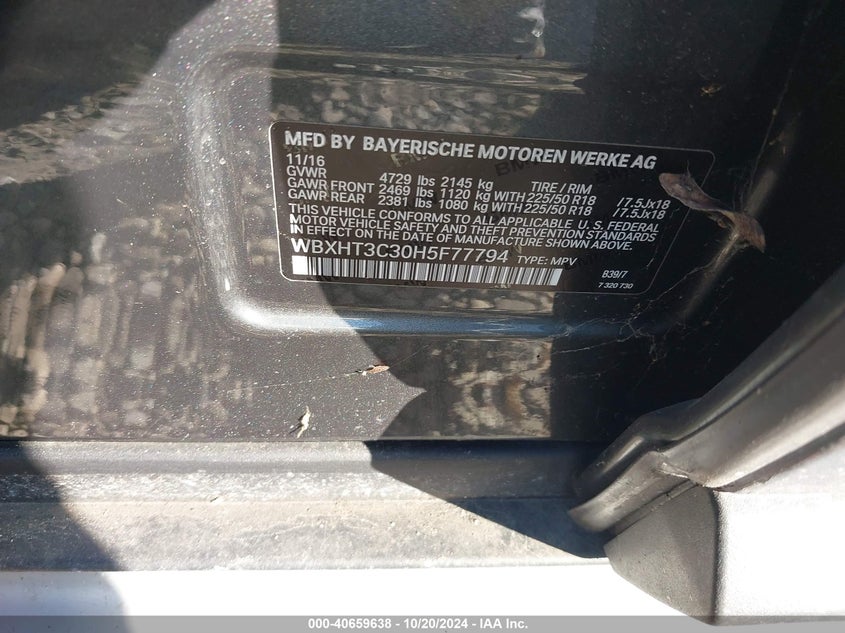 MFD BY BAYERISCHE MOTOREN WERKE AG
11/16
GVWR 4729 lbs 2145 kg TIRE / RIM
GAWR FRONT 2469 lbs 1120 kg WITH 225/50 R18 /7.5Jx18
GAWR REAR 2381 lbs 1080 kg WITH 225/50 R18 /7.5Jx18
THIS VEHICLE CONFORMS TO ALL APPLICABLE U. S. FEDERAL
MOTOR VEHICLE SAFETY AND THEFT PREVENTION STANDARDS
IN EFFECT ON THE DATE OF MANUFACTURE SHOWN ABOVE.
WBXHT3C30H5F77794 TYPE: MPV
B39/7
7 320 730
000-40659638 - 10/20/2024 - IAA Inc.